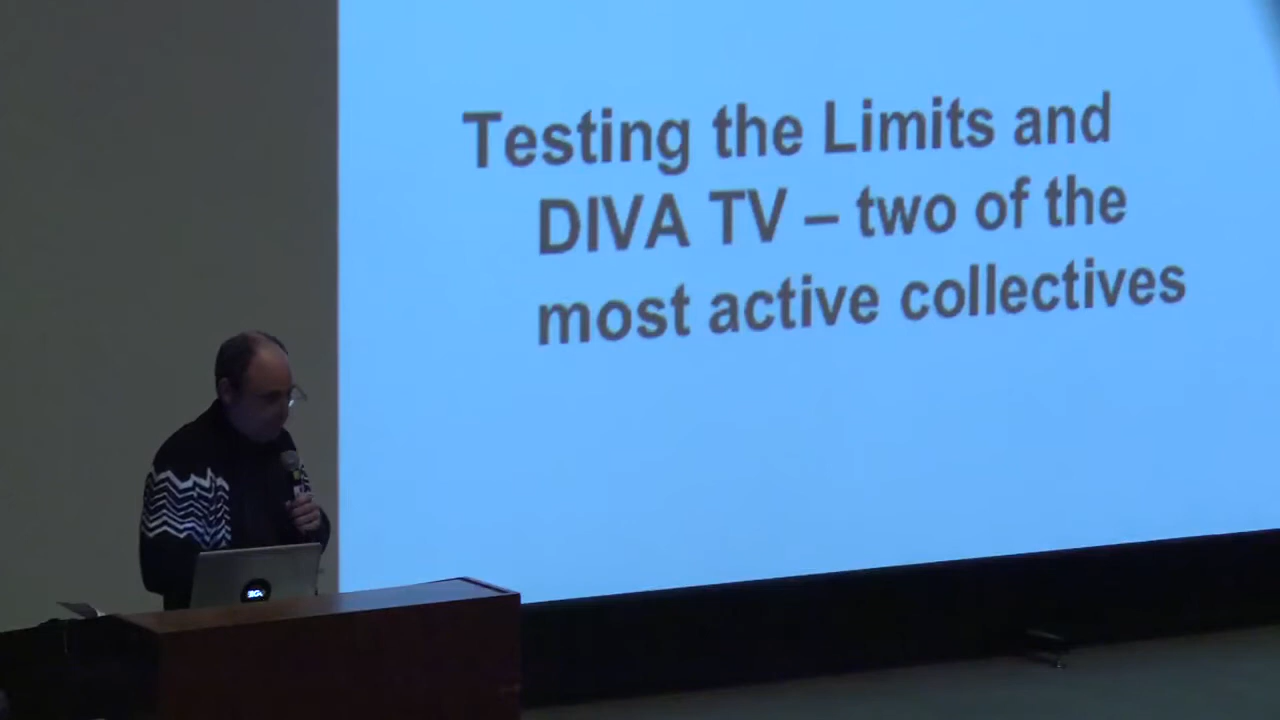 Testing the Limits and
DIVA TV – two of the
most active collectives